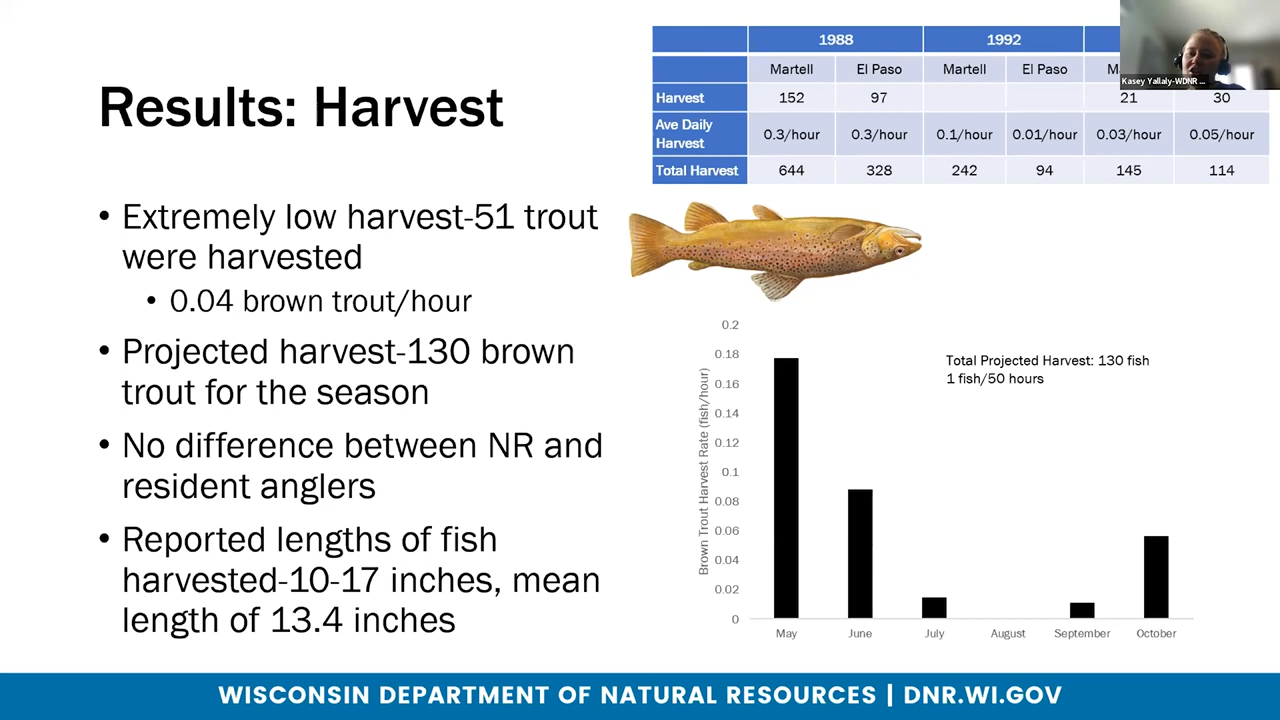 Results: Harvest
• Extremely low harvest-51 trout
were harvested
• 0.04 brown trout/hour
• Projected harvest-130 brown
trout for the season
• No difference between NR and
resident anglers
• Reported lengths of fish
harvested-10-17 inches, mean
length of 13.4 inches
1988 1992
Martell El Paso Martell El Paso
Harvest 152 97 21 30
Ave Daily
Harvest 0.3/hour 0.3/hour 0.1/hour 0.01/hour 0.03/hour 0.05/hour
Total Harvest 644 328 242 94 145 114
Kasey Yallaly-WDNR ...
Brown Trout Harvest Rate (fish/hour)
0.2
0.18
0.16
0.14
0.12
0.1
0.08
0.06
0.04
0.02
0
May June July August September October
Total Projected Harvest: 130 fish
1 fish/50 hours
WISCONSIN DEPARTMENT OF NATURAL RESOURCES | DNR.WI.GOV